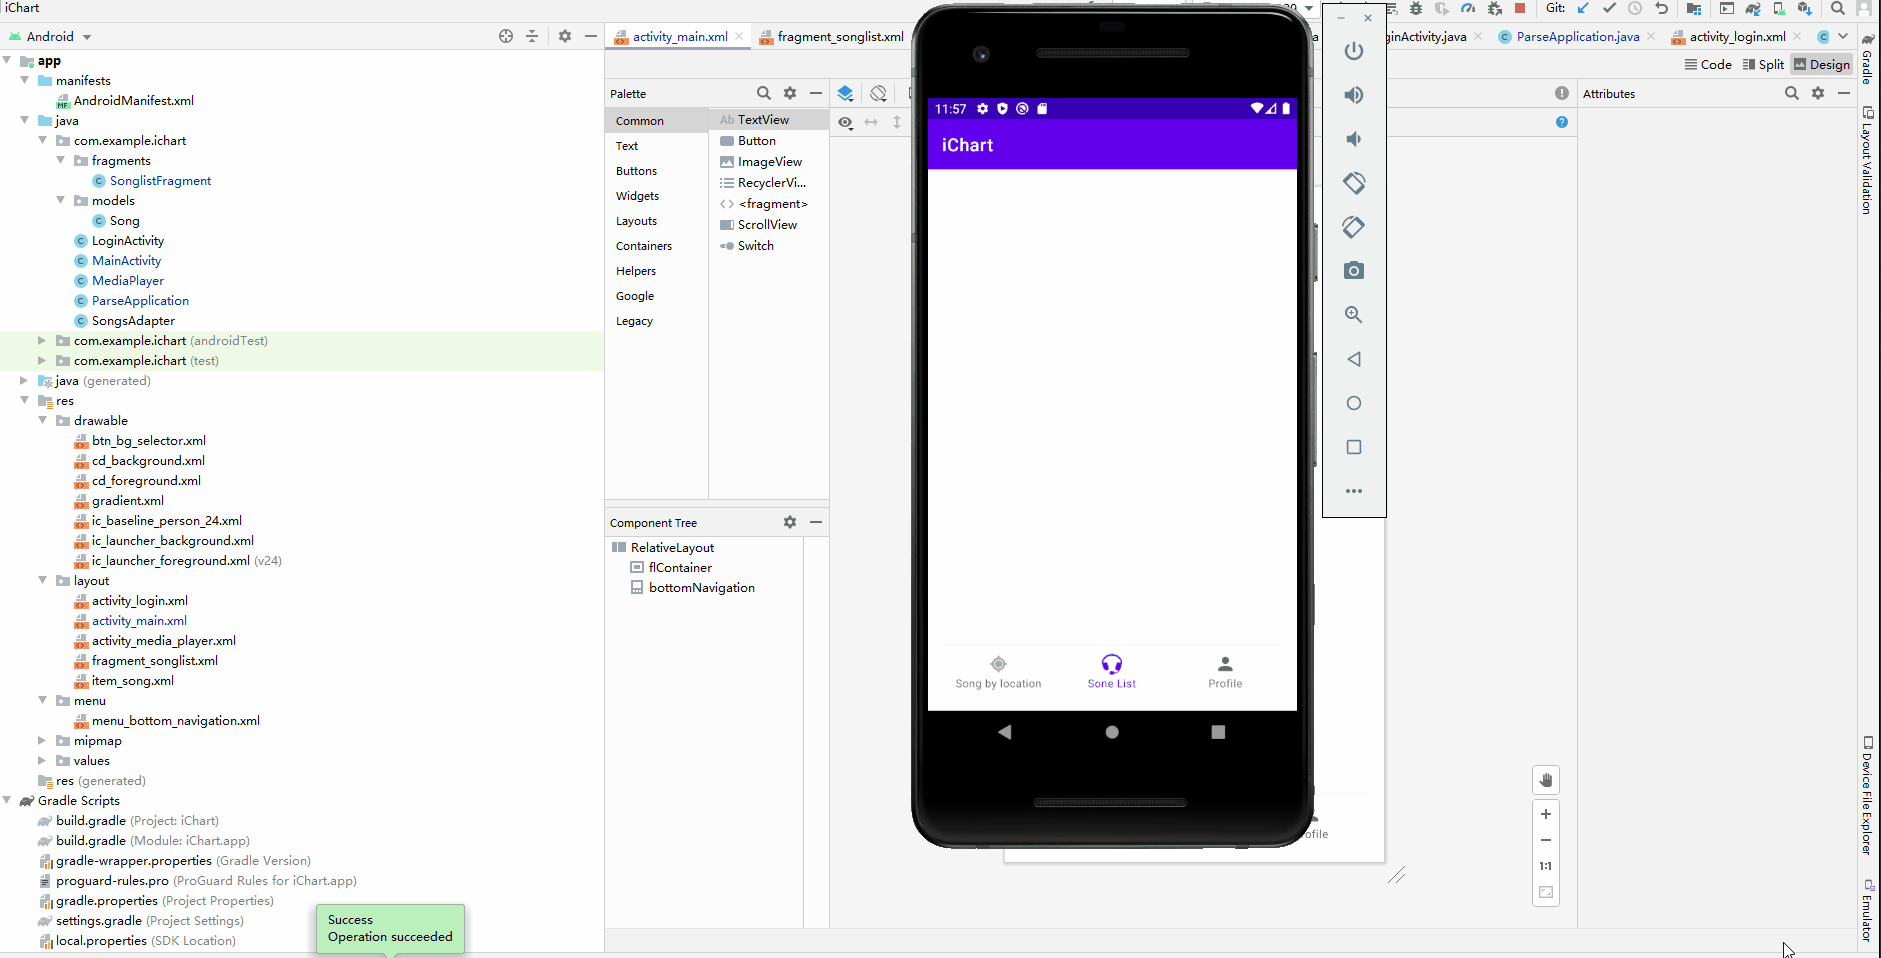 iChart
Git:
Android
activity_main.xml
fragment_songlist.xml
ginActivity.java
ParseApplication.java
activity_login.xml
Code
Split
Design
app
manifests
AndroidManifest.xml
java
com.example.ichart
fragments
SonglistFragment
models
Song
LoginActivity
MainActivity
MediaPlayer
ParseApplication
SongsAdapter
com.example.ichart (androidTest)
com.example.ichart (test)
java (generated)
res
drawable
btn_bg_selector.xml
cd_background.xml
cd_foreground.xml
gradient.xml
ic_baseline_person_24.xml
ic_launcher_background.xml
ic_launcher_foreground.xml (v24)
layout
activity_login.xml
activity_main.xml
activity_media_player.xml
fragment_songlist.xml
item_song.xml
menu
menu_bottom_navigation.xml
mipmap
values
res (generated)
Gradle Scripts
build.gradle (Project: iChart)
build.gradle (Module: iChart.app)
gradle-wrapper.properties (Gradle Version)
proguard-rules.pro (ProGuard Rules for iChart.app)
gradle.properties (Project Properties)
settings.gradle (Project Settings)
local.properties (SDK Location)
Success
Operation succeeded
Palette
Common
Text
Buttons
Widgets
Layouts
Containers
Helpers
Google
Legacy
Ab TextView
Button
ImageView
RecyclerVi...
<fragment>
ScrollView
Switch
Component Tree
RelativeLayout
flContainer
bottomNavigation
11:57
iChart
Song by location
Sone List
Profile
ofile
Attributes
1:1
Gradle
Layout Validation
Device File Explorer
Emulator